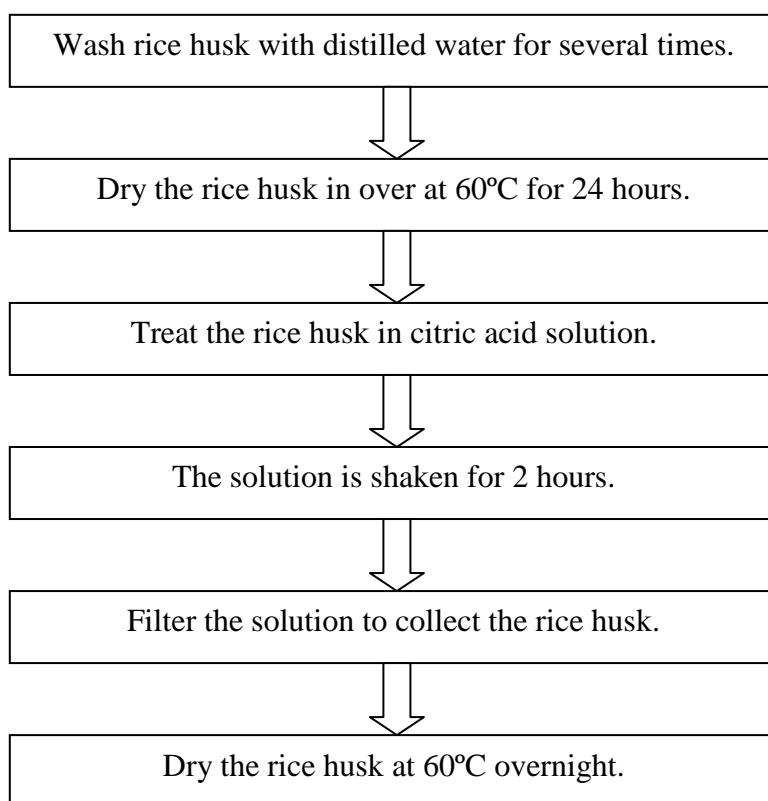 Wash rice husk with distilled water for several times.
Dry the rice husk in over at 60ºC for 24 hours.
Treat the rice husk in citric acid solution.
The solution is shaken for 2 hours.
Filter the solution to collect the rice husk.
Dry the rice husk at 60ºC overnight.